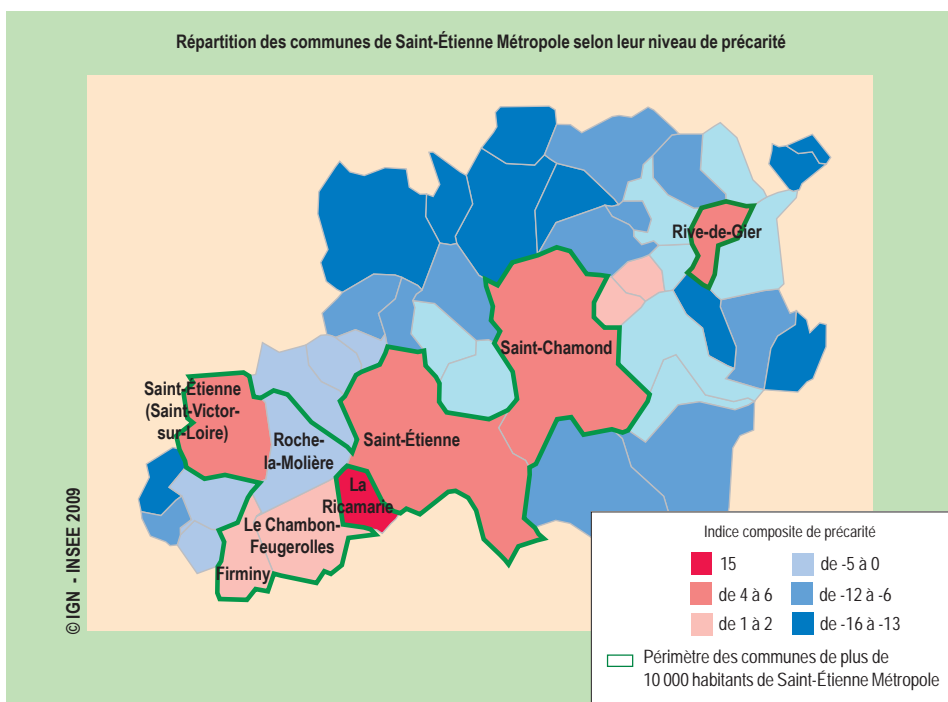 Répartition des communes de Saint-Étienne Métropole selon leur niveau de précarité
Rive-de-Gier
Saint-Chamond
Saint-Étienne
(Saint-Victor-
sur-Loire)
Roche-
la-Molière
Saint-Étienne
La
Ricamarie
Le Chambon-
Feugerolles
Firminy
© IGN - INSEE 2009
Indice composite de précarité
15
de 4 à 6
de 1 à 2
de -5 à 0
de -12 à -6
de -16 à -13
Périmètre des communes de plus de
10 000 habitants de Saint-Étienne Métropole